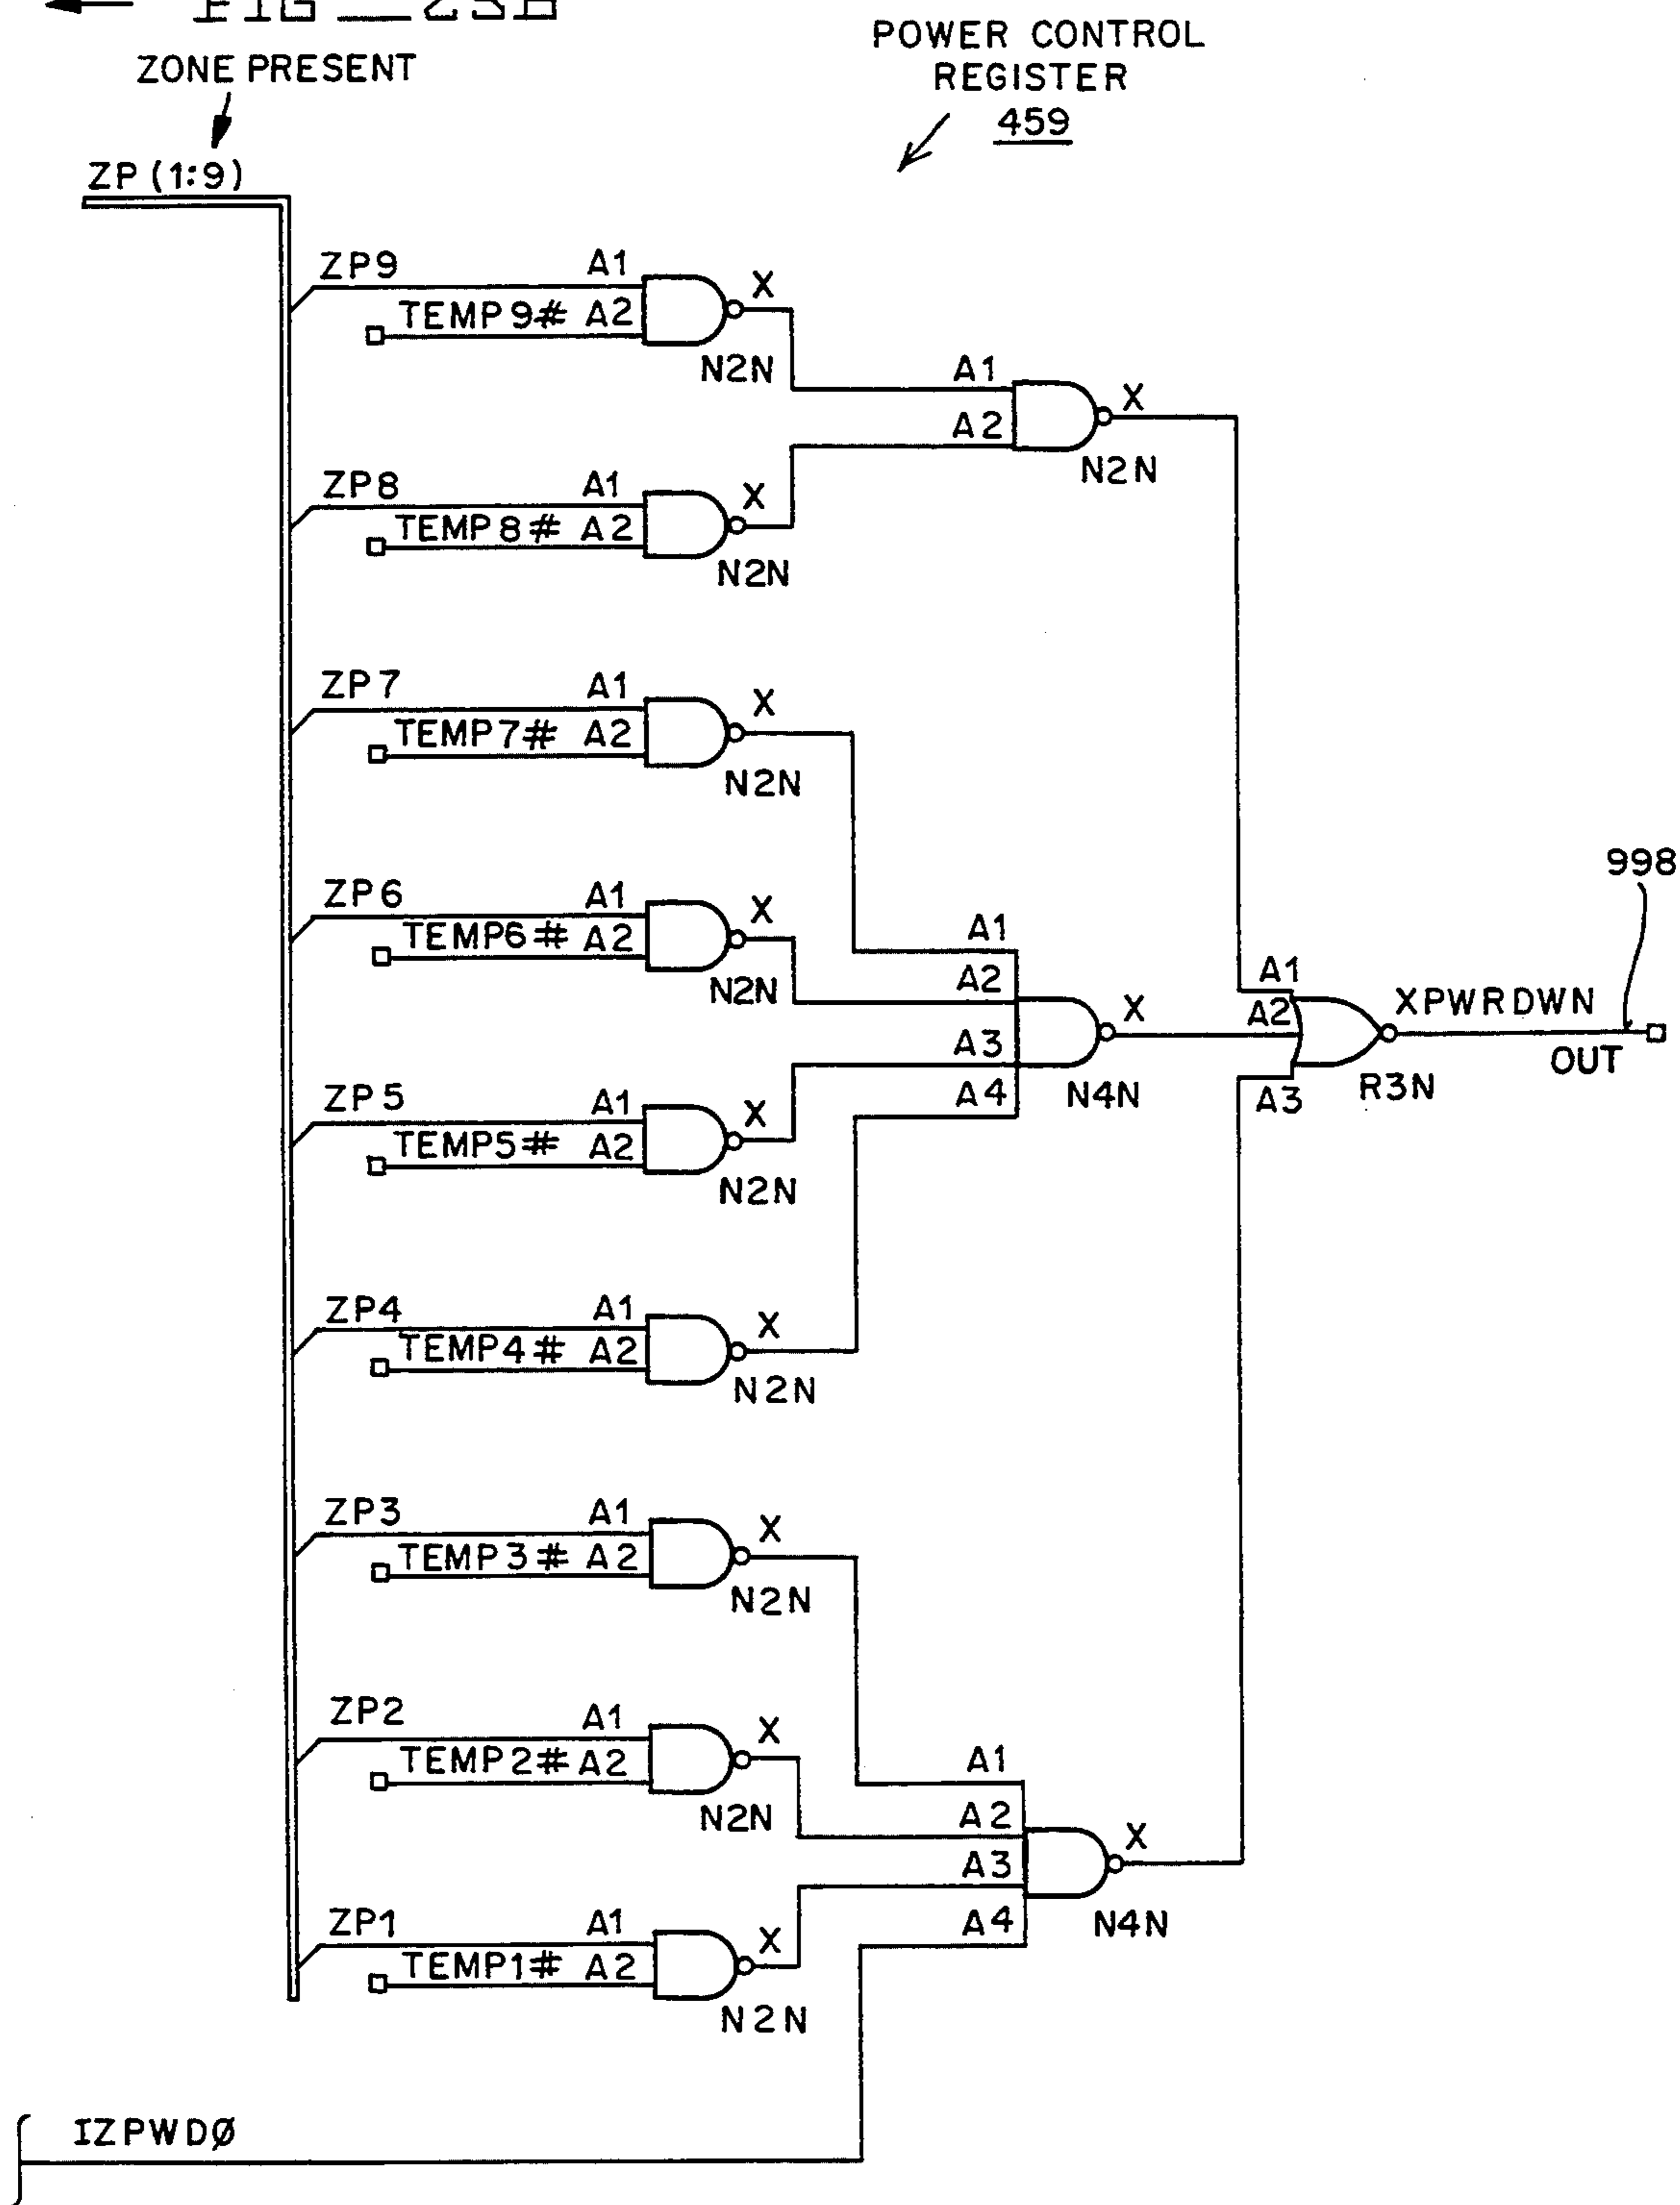 ZONE PRESENT
POWER CONTROL
REGISTER
459
ZP (1:9)
ZP9 A1 X
TEMP9# A2
N2N
A1 X
A2
N2N
ZP8 A1 X
TEMP8# A2
N2N
ZP7 A1 X
TEMP7# A2
N2N
998
ZP6 A1 X
TEMP6# A2
N2N
A1
A2 X
A3
A4 N4N
A1 XPWRDWN
A2
OUT
A3 R3N
ZP5 A1 X
TEMP5# A2
N2N
ZP4 A1 X
TEMP4# A2
N2N
ZP3 A1 X
TEMP3# A2
N2N
ZP2 A1 X
TEMP2# A2
N2N
A1
A2 X
A3
A4 N4N
ZP1 A1 X
TEMP1# A2
N2N
IZPWDØ